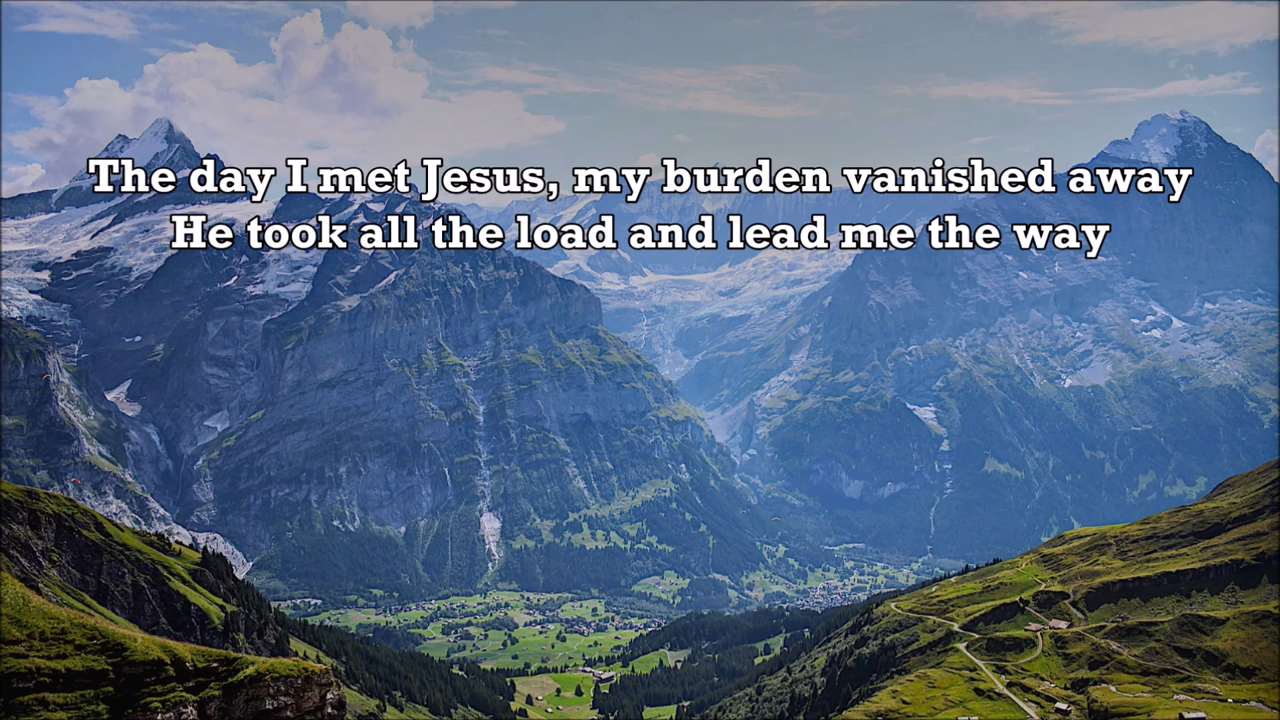 The day I met Jesus, my burden vanished away
He took all the load and lead me the way